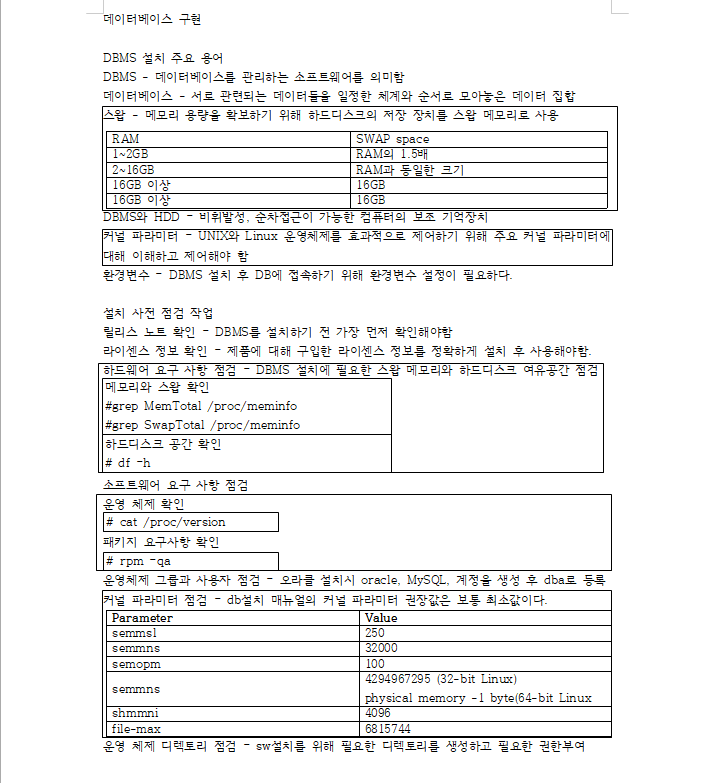 데이터베이스 구현
DBMS 설치 주요 용어
DBMS - 데이터베이스를 관리하는 소프트웨어를 의미함
데이터베이스 - 서로 관련되는 데이터들을 일정한 체계와 순서로 모아놓은 데이터 집합
스왑 - 메모리 용량을 확보하기 위해 하드디스크의 저장 장치를 스왑 메모리로 사용
RAM SWAP space
1~2GB RAM의 1.5배
2~16GB RAM과 동일한 크기
16GB 이상 16GB
16GB 이상 16GB
DBMS와 HDD - 비휘발성, 순차접근이 가능한 컴퓨터의 보조 기억장치
커널 파라미터 - UNIX와 Linux 운영체제를 효과적으로 제어하기 위해 주요 커널 파라미터에
대해 이해하고 제어해야 함
환경변수 - DBMS 설치 후 DB에 접속하기 위해 환경변수 설정이 필요하다.
설치 사전 점검 작업
릴리스 노트 확인 - DBMS를 설치하기 전 가장 먼저 확인해야함
라이센스 정보 확인 - 제품에 대해 구입한 라이센스 정보를 정확하게 설치 후 사용해야함.
하드웨어 요구 사항 점검 - DBMS 설치에 필요한 스왑 메모리와 하드디스크 여유공간 점검
메모리와 스왑 확인
#grep MemTotal /proc/meminfo
#grep SwapTotal /proc/meminfo
하드디스크 공간 확인
# df -h
소프트웨어 요구 사항 점검
운영 체제 확인
# cat /proc/version
패키지 요구사항 확인
# rpm -qa
운영체제 그룹과 사용자 점검 - 오라클 설치시 oracle, MySQL, 계정을 생성 후 dba로 등록
커널 파라미터 점검 - db설치 매뉴얼의 커널 파라미터 권장값은 보통 최소값이다.
Parameter Value
semmsl 250
semmns 32000
semopm 100
semmns 4294967295 (32-bit Linux)
physical memory -1 byte(64-bit Linux
shmmni 4096
file-max 6815744
운영 체제 디렉토리 점검 - sw설치를 위해 필요한 디렉토리를 생성하고 필요한 권한부여